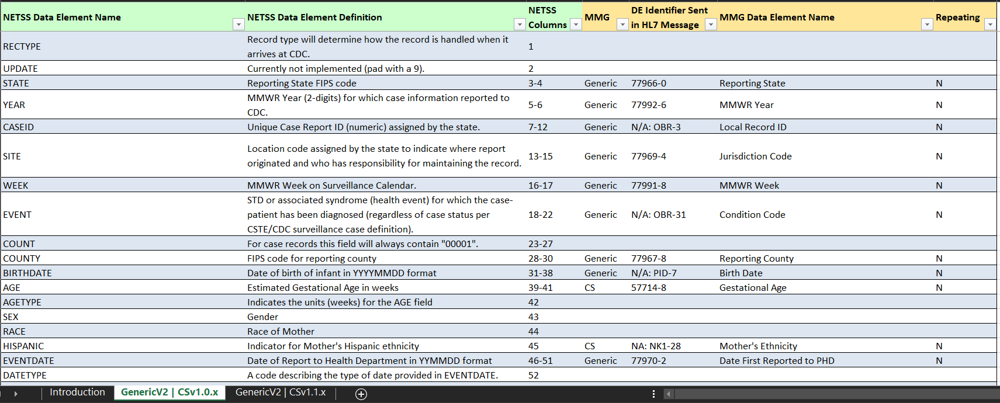 NETSS Data Element Name NETSS Data Element Definition NETSS Columns MMG DE Identifier Sent in HL7 Message MMG Data Element Name Repeating
RECTYPE Record type will determine how the record is handled when it arrives at CDC. 1
UPDATE Currently not implemented (pad with a 9). 2
STATE Reporting State FIPS code 3-4 Generic 77966-0 Reporting State N
YEAR MMWR Year (2-digits) for which case information reported to CDC. 5-6 Generic 77992-6 MMWR Year N
CASEID Unique Case Report ID (numeric) assigned by the state. 7-12 Generic N/A: OBR-3 Local Record ID N
SITE Location code assigned by the state to indicate where report originated and who has responsibility for maintaining the record. 13-15 Generic 77969-4 Jurisdiction Code N
WEEK MMWR Week on Surveillance Calendar. 16-17 Generic 77991-8 MMWR Week N
EVENT STD or associated syndrome (health event) for which the case-patient has been diagnosed (regardless of case status per CSTE/CDC surveillance case definition). 18-22 Generic N/A: OBR-31 Condition Code N
COUNT For case records this field will always contain "00001". 23-27
COUNTY FIPS code for reporting county 28-30 Generic 77967-8 Reporting County N
BIRTHDATE Date of birth of infant in YYYYMMDD format 31-38 Generic N/A: PID-7 Birth Date N
AGE Estimated Gestational Age in weeks 39-41 CS 57714-8 Gestational Age N
AGETYPE Indicates the units (weeks) for the AGE field 42
SEX Gender 43
RACE Race of Mother 44
HISPANIC Indicator for Mother's Hispanic ethnicity 45 CS NA: NK1-28 Mother's Ethnicity N
EVENTDATE Date of Report to Health Department in YYMMDD format 46-51 Generic 77970-2 Date First Reported to PHD N
DATETYPE A code describing the type of date provided in EVENTDATE. 52
Introduction GenericV2 | CSv1.0.x GenericV2 | CSv1.1.x